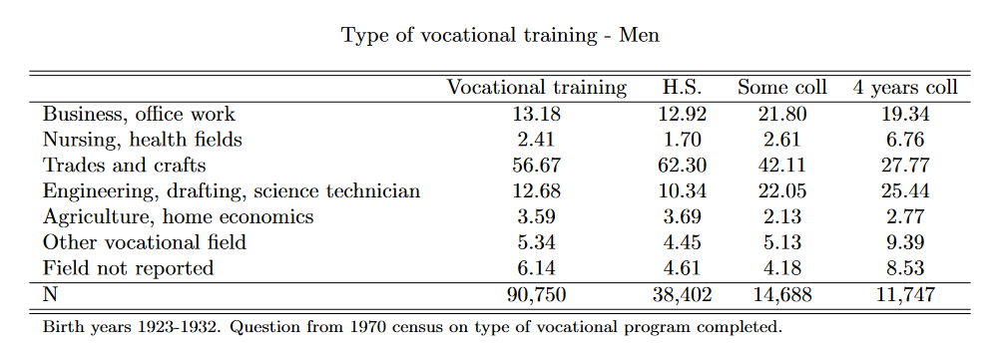 Type of vocational training - Men
Vocational training H.S. Some coll 4 years coll
Business, office work 13.18 12.92 21.80 19.34
Nursing, health fields 2.41 1.70 2.61 6.76
Trades and crafts 56.67 62.30 42.11 27.77
Engineering, drafting, science technician 12.68 10.34 22.05 25.44
Agriculture, home economics 3.59 3.69 2.13 2.77
Other vocational field 5.34 4.45 5.13 9.39
Field not reported 6.14 4.61 4.18 8.53
N 90,750 38,402 14,688 11,747
Birth years 1923-1932. Question from 1970 census on type of vocational program completed.